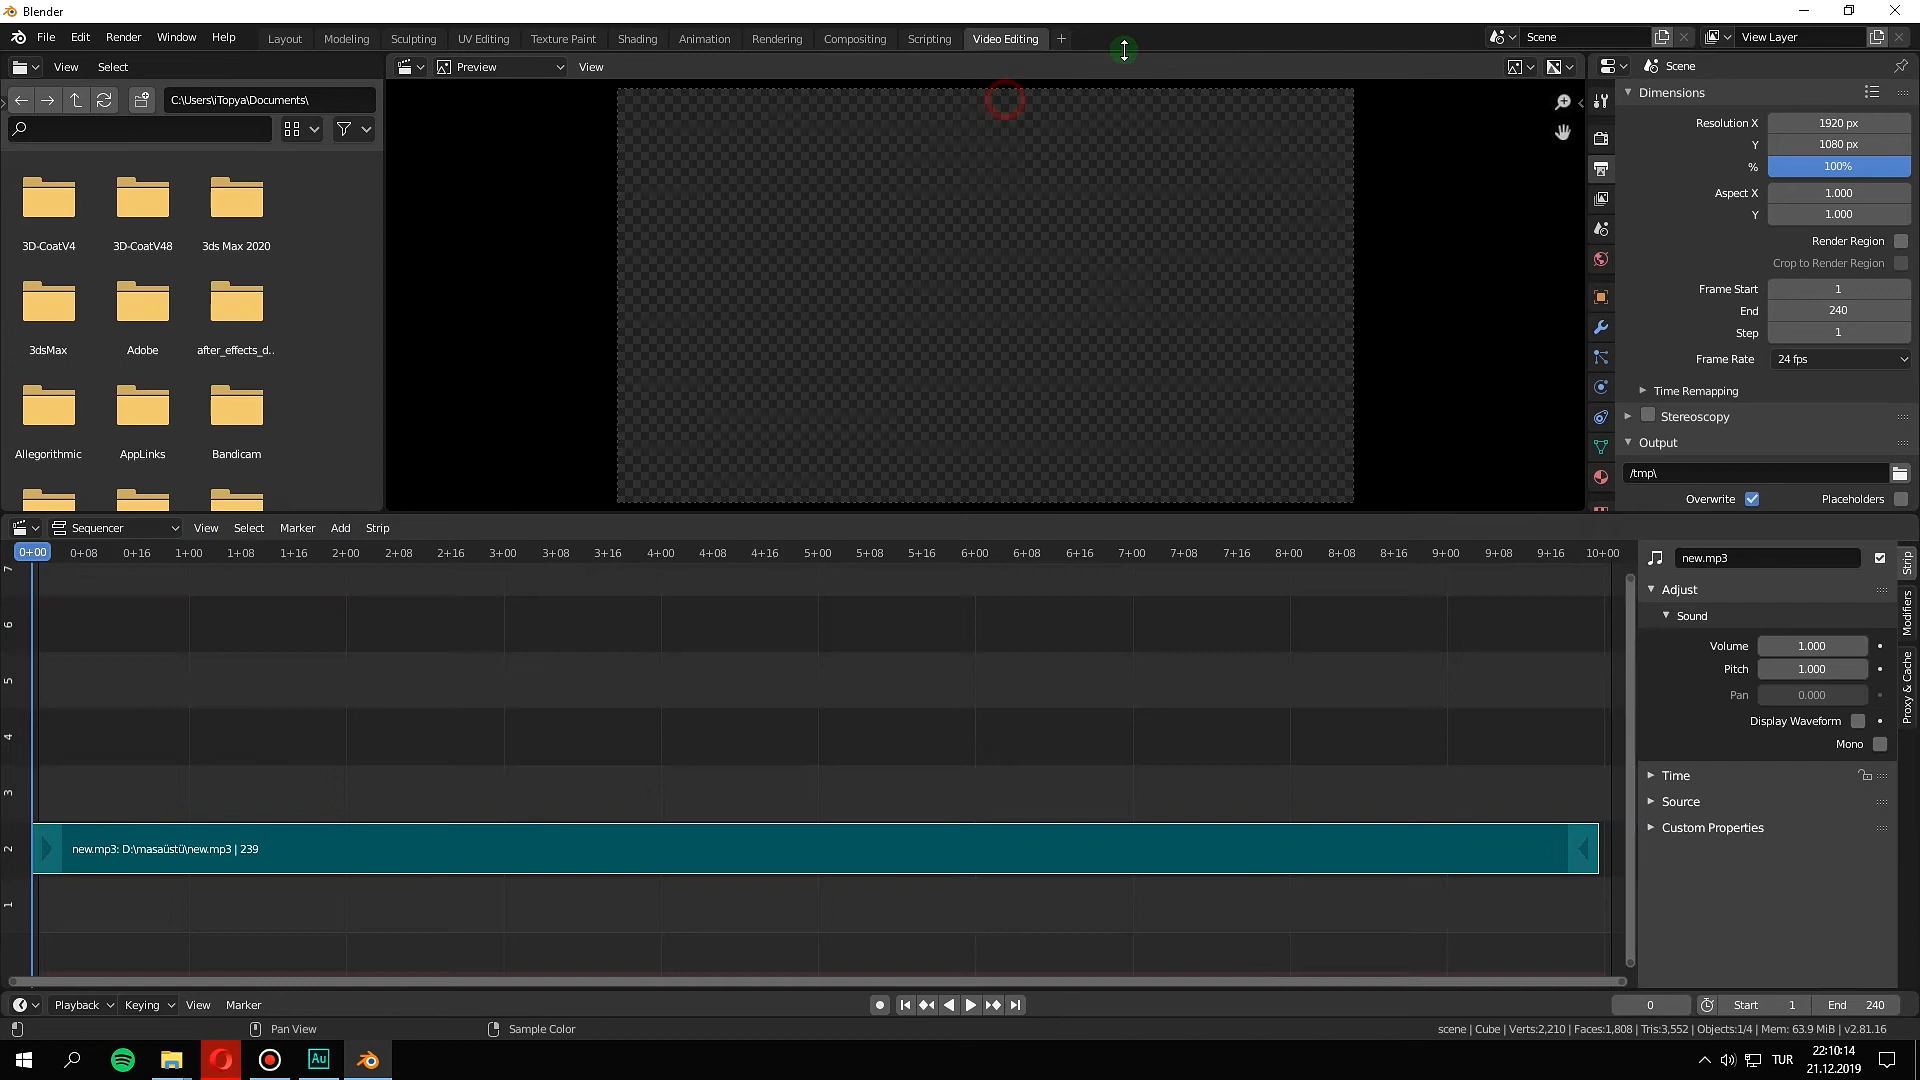 Blender
File Edit Render Window Help Layout Modeling Sculpting UV Editing Texture Paint Shading Animation Rendering Compositing Scripting Video Editing + Scene View Layer
View Select Preview View Scene
C:\Users\iTopya\Documents\
Dimensions
Resolution X 1920 px
Y 1080 px
% 100%
Aspect X 1.000
Y 1.000
Render Region
Crop to Render Region
Frame Start 1
End 240
Step 1
Frame Rate 24 fps
Time Remapping
Stereoscopy
Output
/tmp\
Overwrite Placeholders
3D-CoatV4 3D-CoatV48 3ds Max 2020
3dsMax Adobe after_effects_d..
Allegorithmic AppLinks Bandicam
Sequencer View Select Marker Add Strip
0+00 0+08 0+16 1+00 1+08 1+16 2+00 2+08 2+16 3+00 3+08 3+16 4+00 4+08 4+16 5+00 5+08 5+16 6+00 6+08 6+16 7+00 7+08 7+16 8+00 8+08 8+16 9+00 9+08 9+16 10+00
7
6
5
4
3
2
1
new.mp3: D:\masaüstü\new.mp3 | 239
new.mp3
Adjust
Sound
Volume 1.000
Pitch 1.000
Pan 0.000
Display Waveform
Mono
Time
Source
Custom Properties
Strip
Modifiers
Proxy & Cache
Playback Keying View Marker 0 Start 1 End 240
Pan View Sample Color scene | Cube | Verts:2,210 | Faces:1,808 | Tris:3,552 | Objects:1/4 | Mem: 63.9 MiB | v2.81.16
Au TUR 22:10:14
21.12.2019